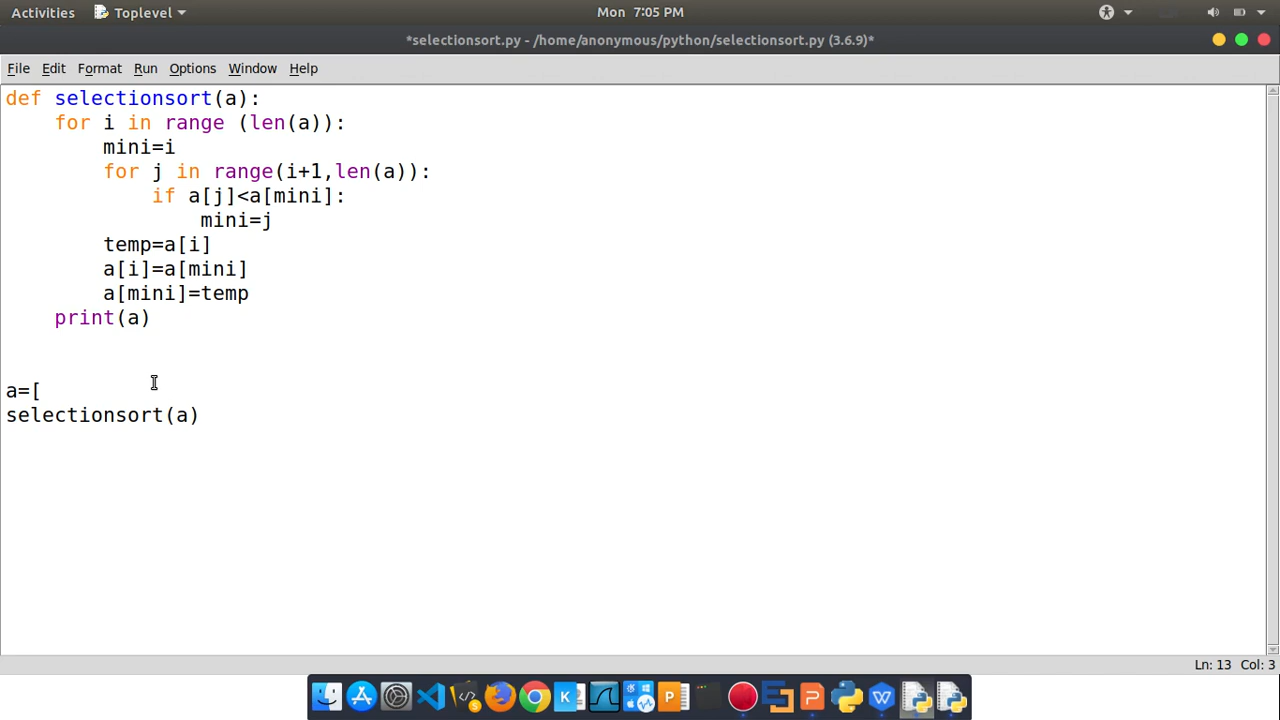 Activities Toplevel Mon 7:05 PM
*selectionsort.py - /home/anonymous/python/selectionsort.py (3.6.9)*
File Edit Format Run Options Window Help
def selectionsort(a):
    for i in range (len(a)):
        mini=i
        for j in range(i+1,len(a)):
            if a[j]<a[mini]:
                mini=j
        temp=a[i]
        a[i]=a[mini]
        a[mini]=temp
    print(a)
a=[
selectionsort(a)
Ln: 13 Col: 3